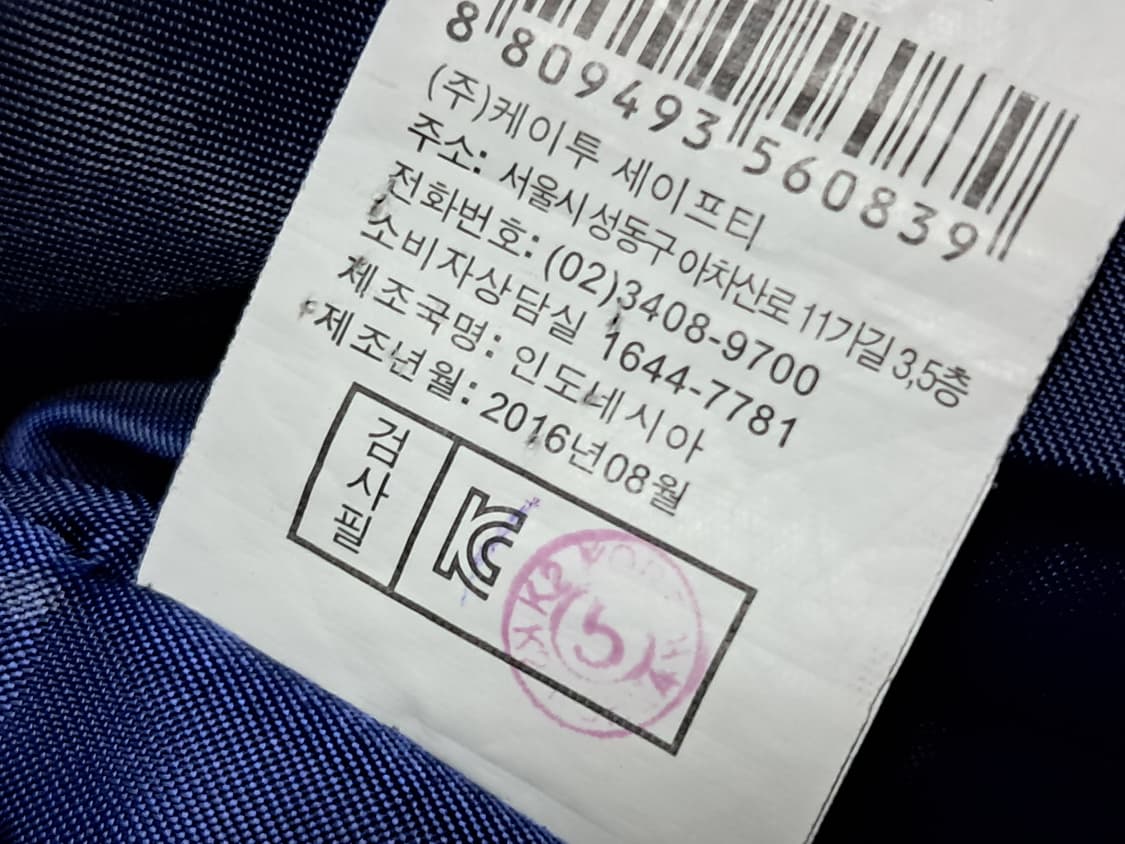 8 809493 560839
(주)케이투 세이프티
주소: 서울시 성동구 아차산로 11가길 3,5층
전화번호: (02)3408-9700
소비자상담실 1644-7781
제조국명: 인도네시아
제조년월: 2016년08월
검사필
KC
K2
5